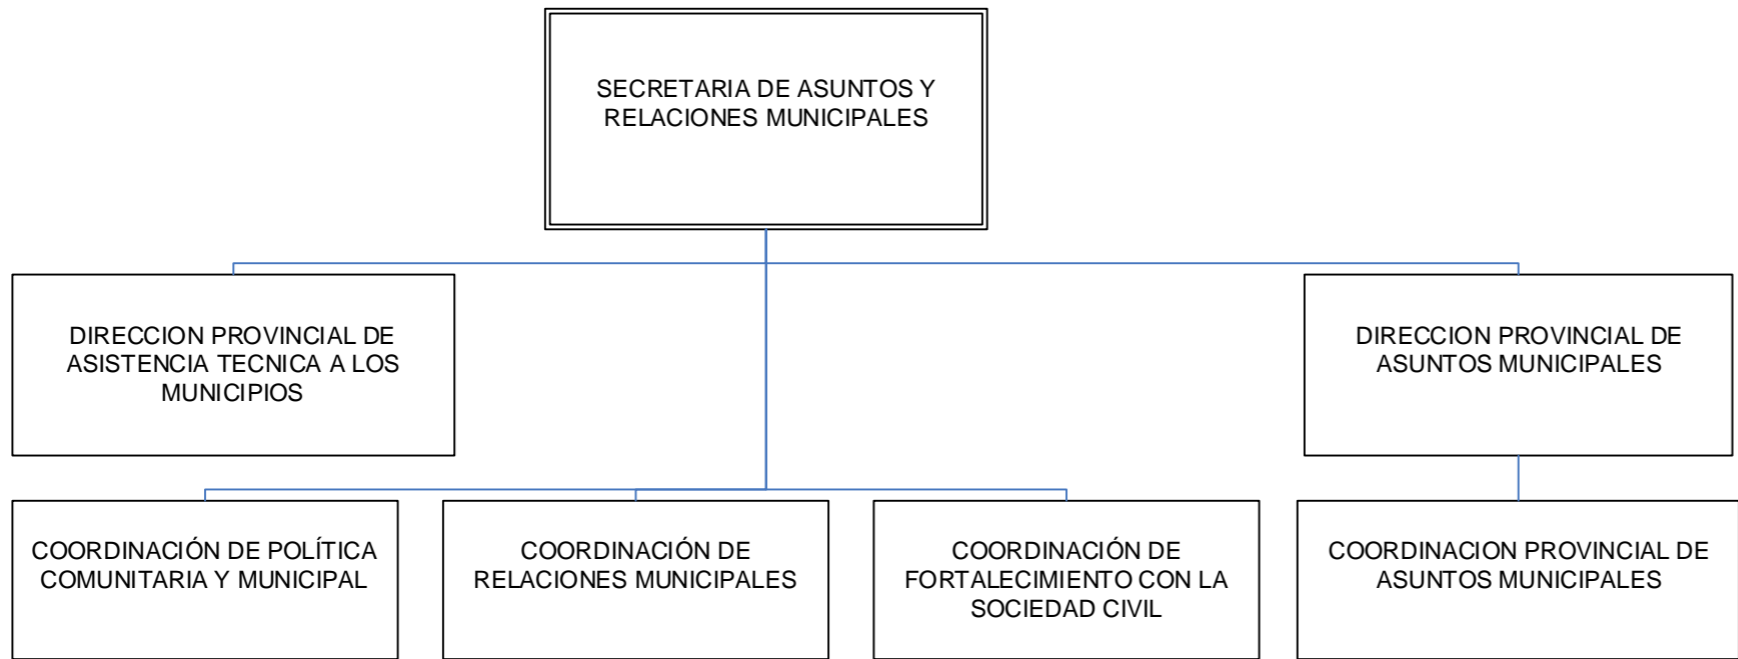 SECRETARIA DE ASUNTOS Y
RELACIONES MUNICIPALES
DIRECCION PROVINCIAL DE
ASISTENCIA TECNICA A LOS
MUNICIPIOS
DIRECCION PROVINCIAL DE
ASUNTOS MUNICIPALES
COORDINACIÓN DE POLÍTICA
COMUNITARIA Y MUNICIPAL
COORDINACIÓN DE
RELACIONES MUNICIPALES
COORDINACIÓN DE
FORTALECIMIENTO CON LA
SOCIEDAD CIVIL
COORDINACION PROVINCIAL DE
ASUNTOS MUNICIPALES